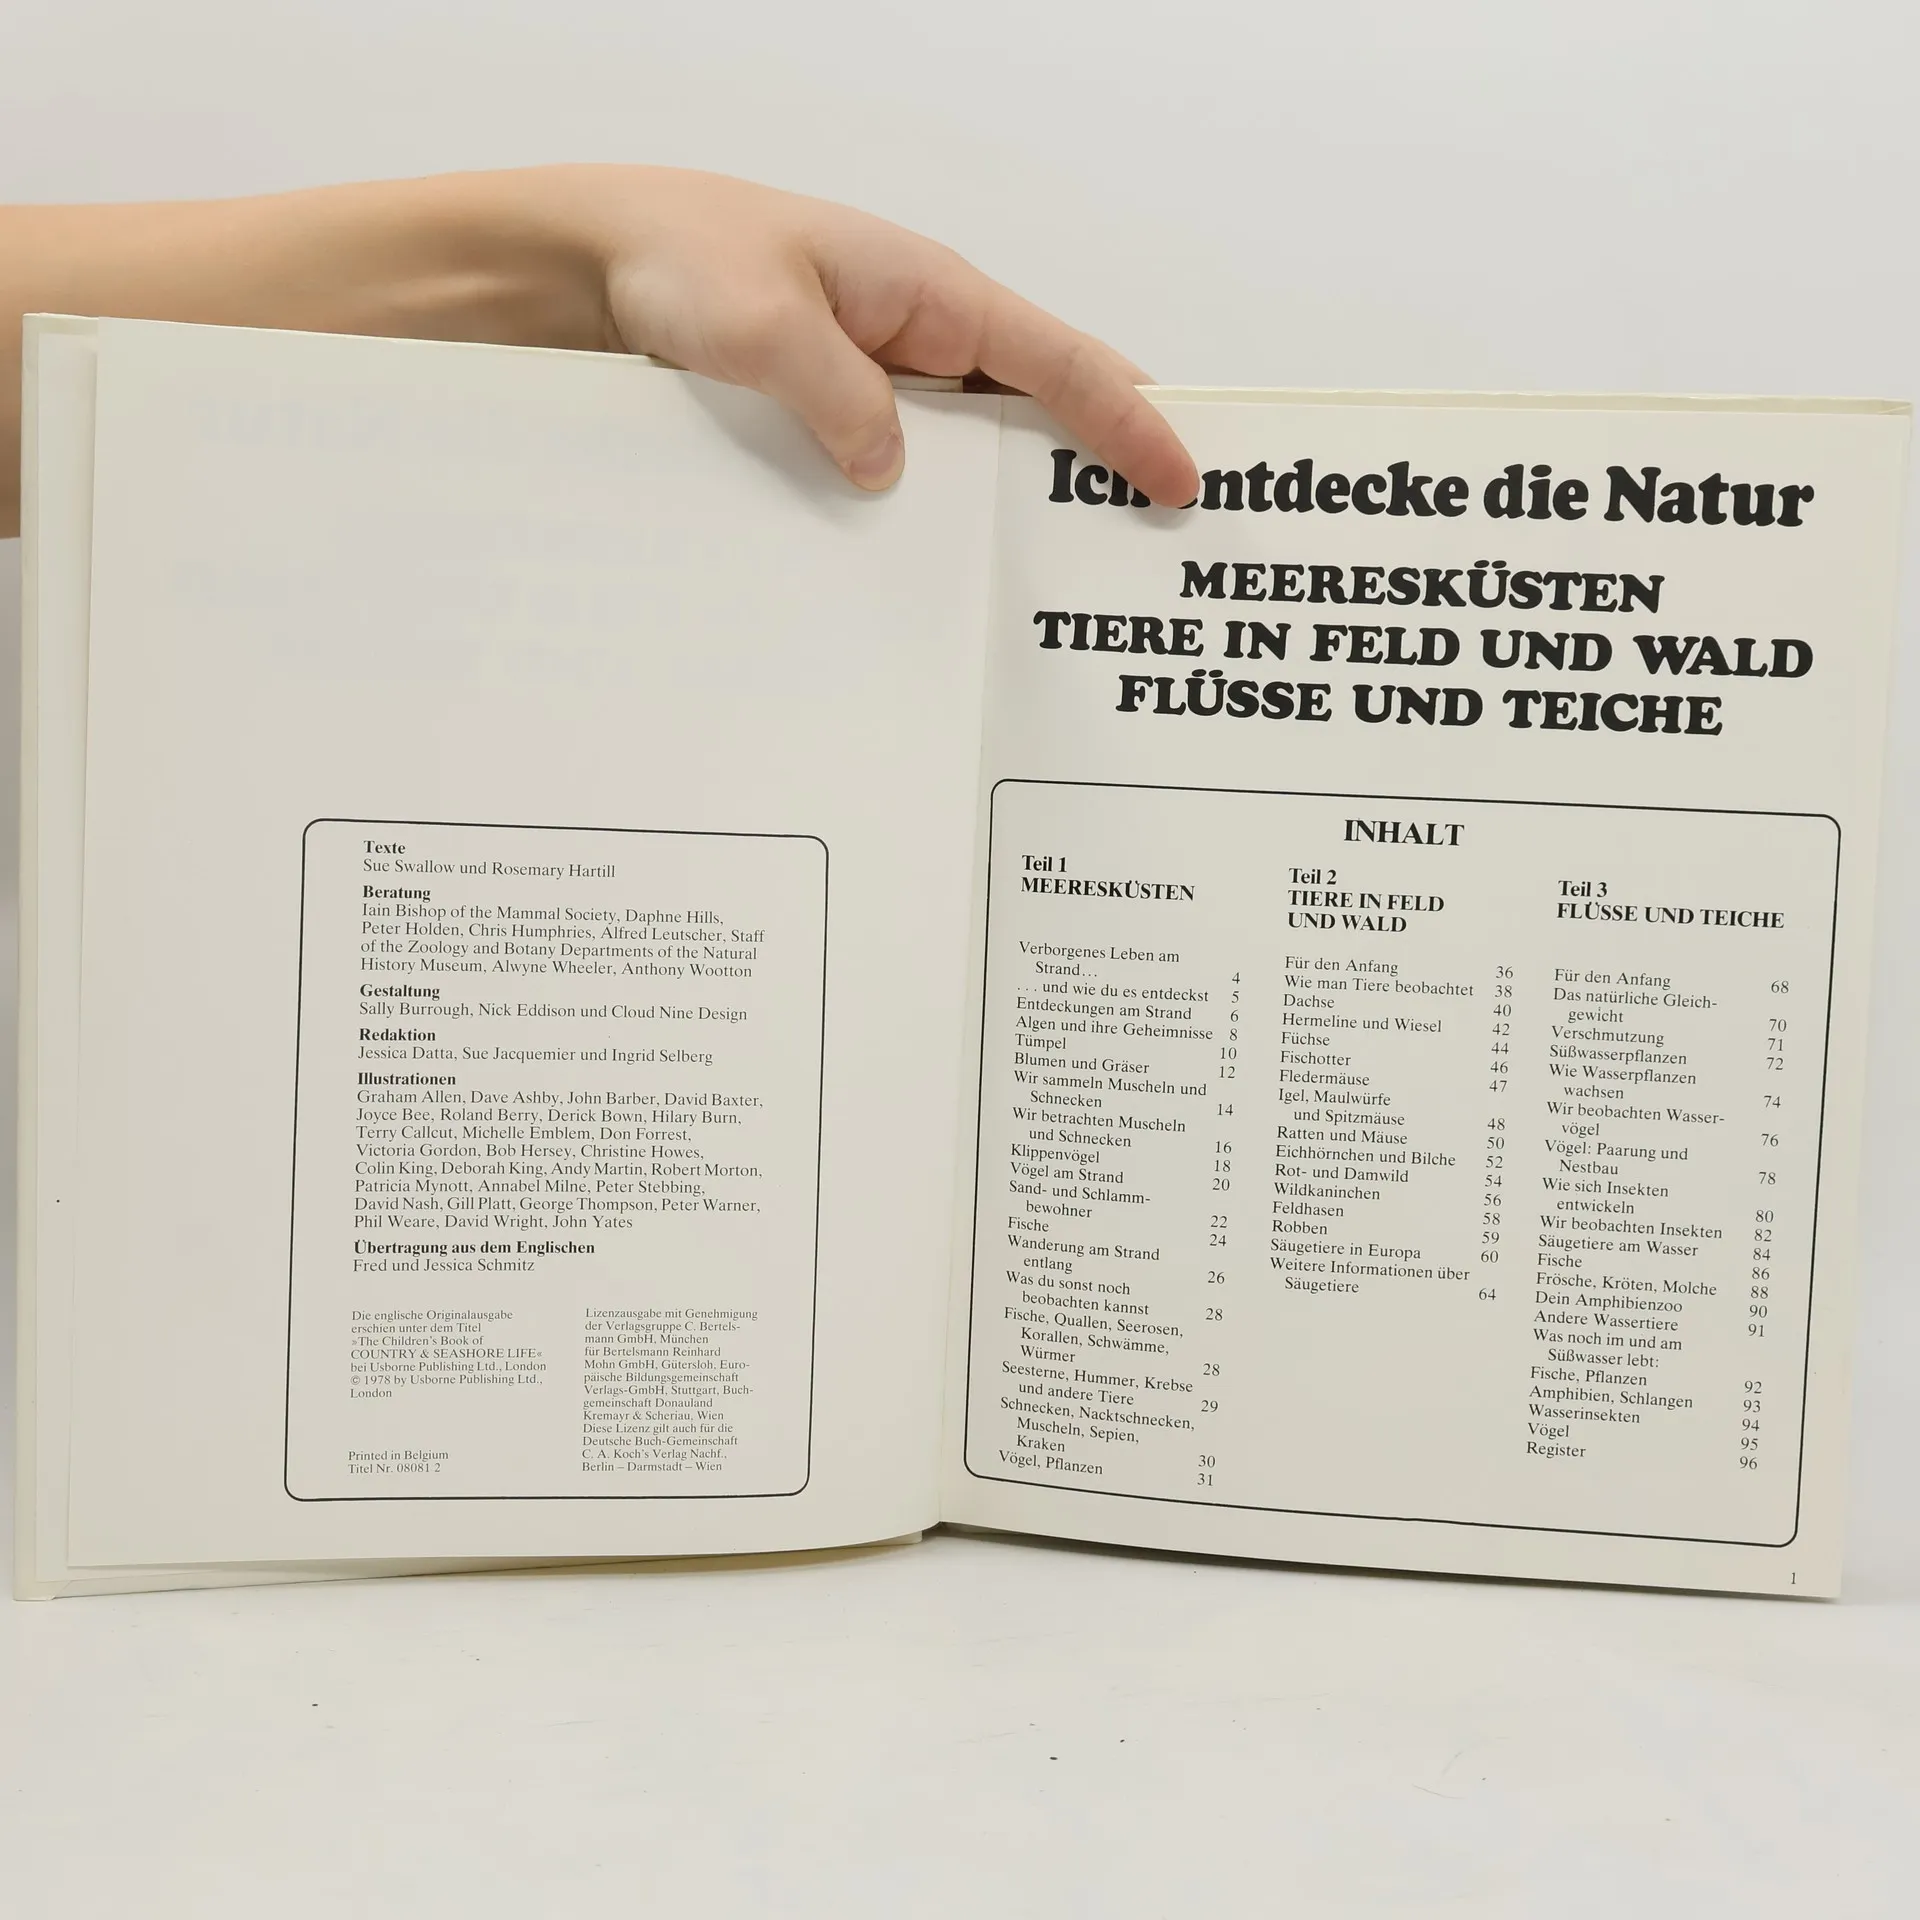 Texte
Sue Swallow und Rosemary Hartill
Beratung
Iain Bishop of the Mammal Society, Daphne Hills,
Peter Holden, Chris Humphries, Alfred Leutscher, Staff
of the Zoology and Botany Departments of the Natural
History Museum, Alwyne Wheeler, Anthony Wootton
Gestaltung
Sally Burrough, Nick Eddison und Cloud Nine Design
Redaktion
Jessica Datta, Sue Jacquemier und Ingrid Selberg
Illustrationen
Graham Allen, Dave Ashby, John Barber, David Baxter,
Joyce Bee, Roland Berry, Derick Bown, Hilary Burn,
Terry Callcut, Michelle Emblem, Don Forrest,
Victoria Gordon, Bob Hersey, Christine Howes,
Colin King, Deborah King, Andy Martin, Robert Morton,
Patricia Mynott, Annabel Milne, Peter Stebbing,
David Nash, Gill Platt, George Thompson, Peter Warner,
Phil Weare, David Wright, John Yates
Übertragung aus dem Englischen
Fred und Jessica Schmitz
Die englische Originalausgabe
erschien unter dem Titel
»The Children's Book of
COUNTRY & SEASHORE LIFE«
bei Usborne Publishing Ltd., London
© 1978 by Usborne Publishing Ltd.,
London
Printed in Belgium
Titel Nr. 08081 2
Lizenzausgabe mit Genehmigung
der Verlagsgruppe C. Bertels-
mann GmbH, München
für Bertelsmann Reinhard
Mohn GmbH, Gütersloh, Euro-
päische Bildungsgemeinschaft
Verlags-GmbH, Stuttgart, Buch-
gemeinschaft Donauland
Kremayr & Scheriau, Wien
Diese Lizenz gilt auch für die
Deutsche Buch-Gemeinschaft
C. A. Koch's Verlag Nachf.,
Berlin – Darmstadt – Wien
Ich entdecke die Natur
MEERESKÜSTEN
TIERE IN FELD UND WALD
FLÜSSE UND TEICHE
INHALT
Teil 1
MEERESKÜSTEN
Verborgenes Leben am
Strand... 4
. . . und wie du es entdeckst 5
Entdeckungen am Strand 6
Algen und ihre Geheimnisse 8
Tümpel 10
Blumen und Gräser 12
Wir sammeln Muscheln und
Schnecken 14
Wir betrachten Muscheln
und Schnecken 16
Klippenvögel 18
Vögel am Strand 20
Sand- und Schlamm-
bewohner 22
Fische 24
Wanderung am Strand
entlang 26
Was du sonst noch
beobachten kannst 28
Fische, Quallen, Seerosen,
Korallen, Schwämme,
Würmer 28
Seesterne, Hummer, Krebse
und andere Tiere 29
Schnecken, Nacktschnecken,
Muscheln, Sepien,
Kraken 30
Vögel, Pflanzen 31
Teil 2
TIERE IN FELD
UND WALD
Für den Anfang 36
Wie man Tiere beobachtet 38
Dachse 40
Hermeline und Wiesel 42
Füchse 44
Fischotter 46
Fledermäuse 47
Igel, Maulwürfe
und Spitzmäuse 48
Ratten und Mäuse 50
Eichhörnchen und Bilche 52
Rot- und Damwild 54
Wildkaninchen 56
Feldhasen 58
Robben 59
Säugetiere in Europa 60
Weitere Informationen über
Säugetiere 64
Teil 3
FLÜSSE UND TEICHE
Für den Anfang 68
Das natürliche Gleich-
gewicht 70
Verschmutzung 71
Süßwasserpflanzen 72
Wie Wasserpflanzen
wachsen 74
Wir beobachten Wasser-
vögel 76
Vögel: Paarung und
Nestbau 78
Wie sich Insekten
entwickeln 80
Wir beobachten Insekten 82
Säugetiere am Wasser 84
Fische 86
Frösche, Kröten, Molche 88
Dein Amphibienzoo 90
Andere Wassertiere 91
Was noch im und am
Süßwasser lebt:
Fische, Pflanzen 92
Amphibien, Schlangen 93
Wasserinsekten 94
Vögel 95
Register 96
1